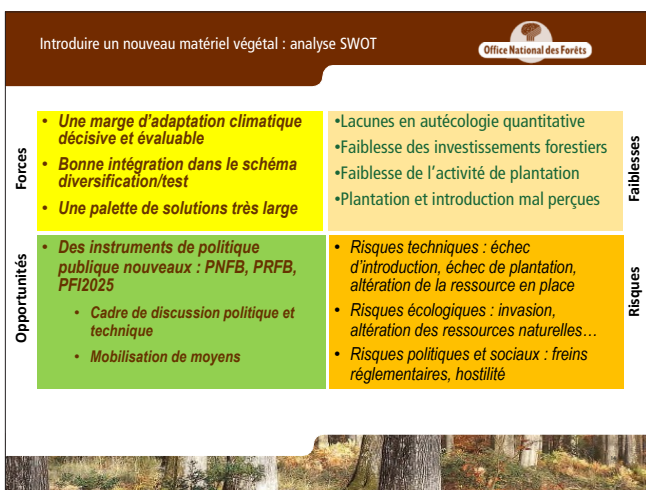 Introduire un nouveau matériel végétal : analyse SWOT
Office National des Forêts
Forces
• Une marge d'adaptation climatique
décisive et évaluable
• Bonne intégration dans le schéma
diversification/test
• Une palette de solutions très large
•Lacunes en autécologie quantitative
•Faiblesse des investissements forestiers
•Faiblesse de l'activité de plantation
•Plantation et introduction mal perçues
Faiblesses
Opportunités
• Des instruments de politique
publique nouveaux : PNFB, PRFB,
PFI2025
• Cadre de discussion politique et
technique
• Mobilisation de moyens
• Risques techniques : échec
d'introduction, échec de plantation,
altération de la ressource en place
• Risques écologiques : invasion,
altération des ressources naturelles…
• Risques politiques et sociaux : freins
réglementaires, hostilité
Risques